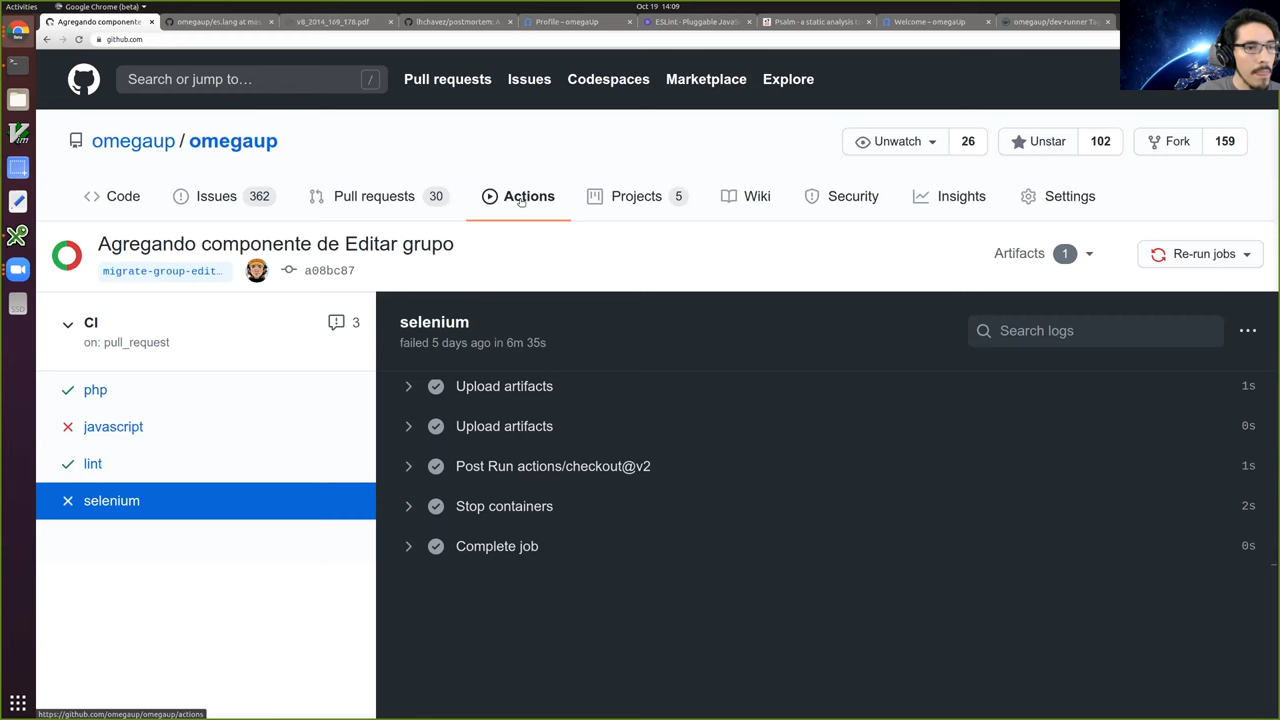 Activities
Google Chrome (beta)
Oct 19 14:09
Agregando componente
omegaup/es.lang at mas
v8_2014_169_178.pdf
lhchavez/postmortem: A
Profile – omegaUp
ESLint - Pluggable JavaS
Psalm - a static analysis t
Welcome – omegaUp
omegaup/dev-runner Tag
github.com
Search or jump to…
/
Pull requests
Issues
Codespaces
Marketplace
Explore
omegaup / omegaup
Unwatch
26
Unstar
102
Fork
159
Code
Issues 362
Pull requests 30
Actions
Projects 5
Wiki
Security
Insights
Settings
Agregando componente de Editar grupo
migrate-group-edit…
a08bc87
Artifacts 1
Re-run jobs
CI
3
on: pull_request
php
javascript
lint
selenium
selenium
failed 5 days ago in 6m 35s
Search logs
Upload artifacts 1s
Upload artifacts 0s
Post Run actions/checkout@v2 1s
Stop containers 2s
Complete job 0s
SSD
https://github.com/omegaup/omegaup/actions